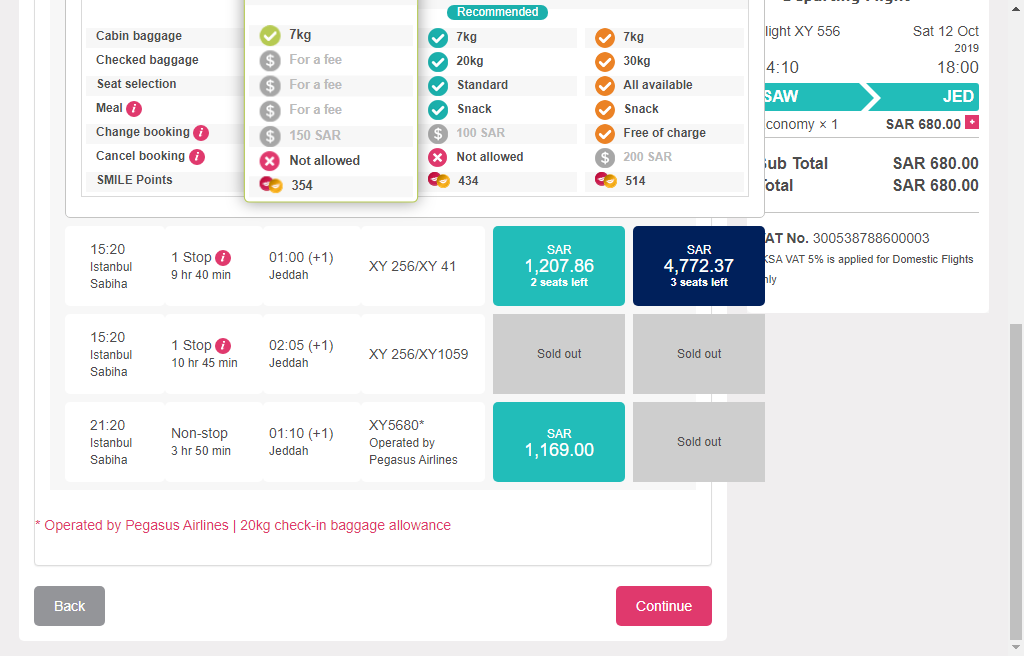 Departing Flight
Recommended
Cabin baggage 7kg 7kg 7kg
Checked baggage For a fee 20kg 30kg
Seat selection For a fee Standard All available
Meal i For a fee Snack Snack
Change booking i 150 SAR 100 SAR Free of charge
Cancel booking i Not allowed Not allowed 200 SAR
SMILE Points 354 434 514
light XY 556 Sat 12 Oct
2019
4:10 18:00
SAW JED
conomy × 1 SAR 680.00 +
ub Total SAR 680.00
otal SAR 680.00
AT No. 300538788600003
KSA VAT 5% is applied for Domestic Flights
nly
15:20
Istanbul
Sabiha
1 Stop i
9 hr 40 min
01:00 (+1)
Jeddah
XY 256/XY 41
SAR
1,207.86
2 seats left
SAR
4,772.37
3 seats left
15:20
Istanbul
Sabiha
1 Stop i
10 hr 45 min
02:05 (+1)
Jeddah
XY 256/XY1059
Sold out
Sold out
21:20
Istanbul
Sabiha
Non-stop
3 hr 50 min
01:10 (+1)
Jeddah
XY5680*
Operated by
Pegasus Airlines
SAR
1,169.00
Sold out
* Operated by Pegasus Airlines | 20kg check-in baggage allowance
Back
Continue